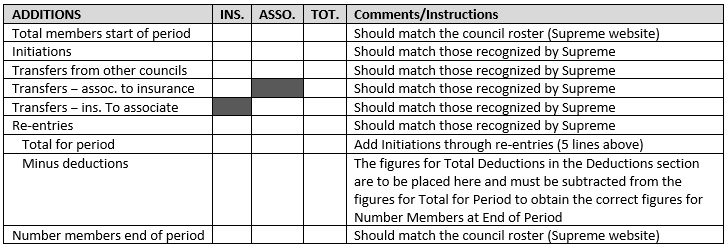 ADDITIONS INS. ASSO. TOT. Comments/Instructions
Total members start of period Should match the council roster (Supreme website)
Initiations Should match those recognized by Supreme
Transfers from other councils Should match those recognized by Supreme
Transfers – assoc. to insurance Should match those recognized by Supreme
Transfers – ins. To associate Should match those recognized by Supreme
Re-entries Should match those recognized by Supreme
Total for period Add Initiations through re-entries (5 lines above)
Minus deductions The figures for Total Deductions in the Deductions section
are to be placed here and must be subtracted from the
figures for Total for Period to obtain the correct figures for
Number Members at End of Period
Number members end of period Should match the council roster (Supreme website)